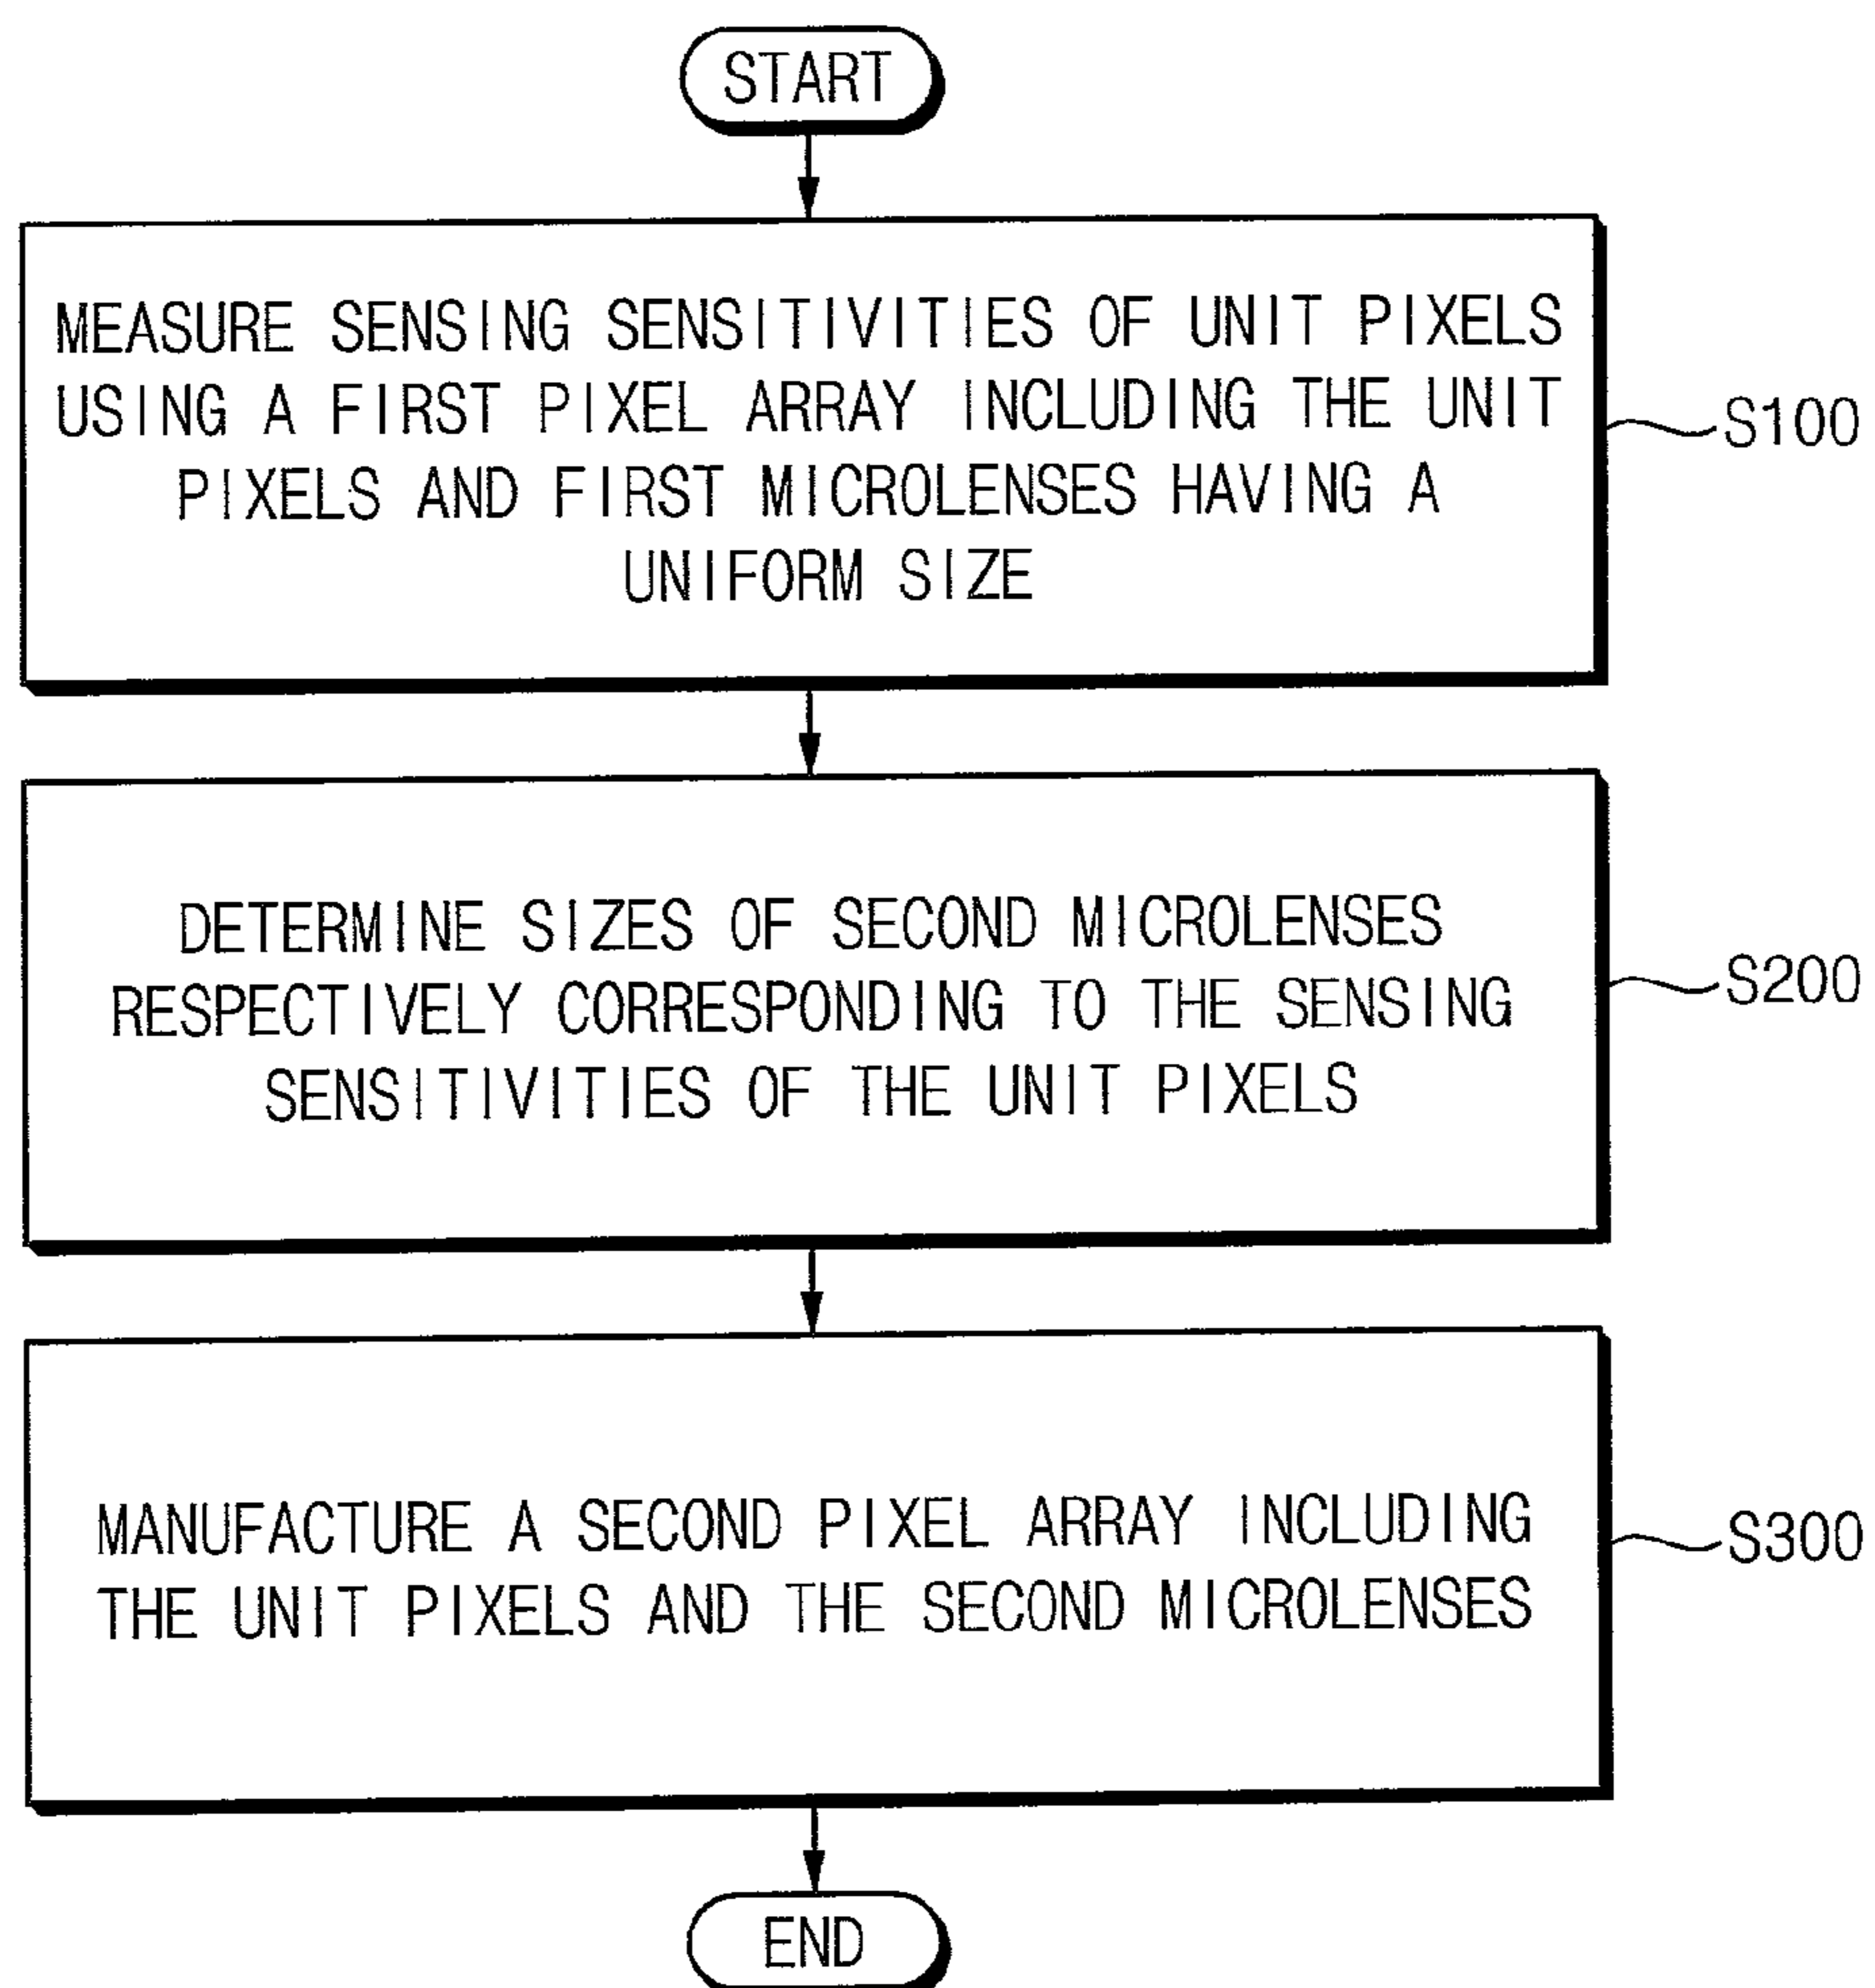 START
MEASURE SENSING SENSITIVITIES OF UNIT PIXELS
USING A FIRST PIXEL ARRAY INCLUDING THE UNIT
PIXELS AND FIRST MICROLENSES HAVING A
UNIFORM SIZE
S100
DETERMINE SIZES OF SECOND MICROLENSES
RESPECTIVELY CORRESPONDING TO THE SENSING
SENSITIVITIES OF THE UNIT PIXELS
S200
MANUFACTURE A SECOND PIXEL ARRAY INCLUDING
THE UNIT PIXELS AND THE SECOND MICROLENSES
S300
END